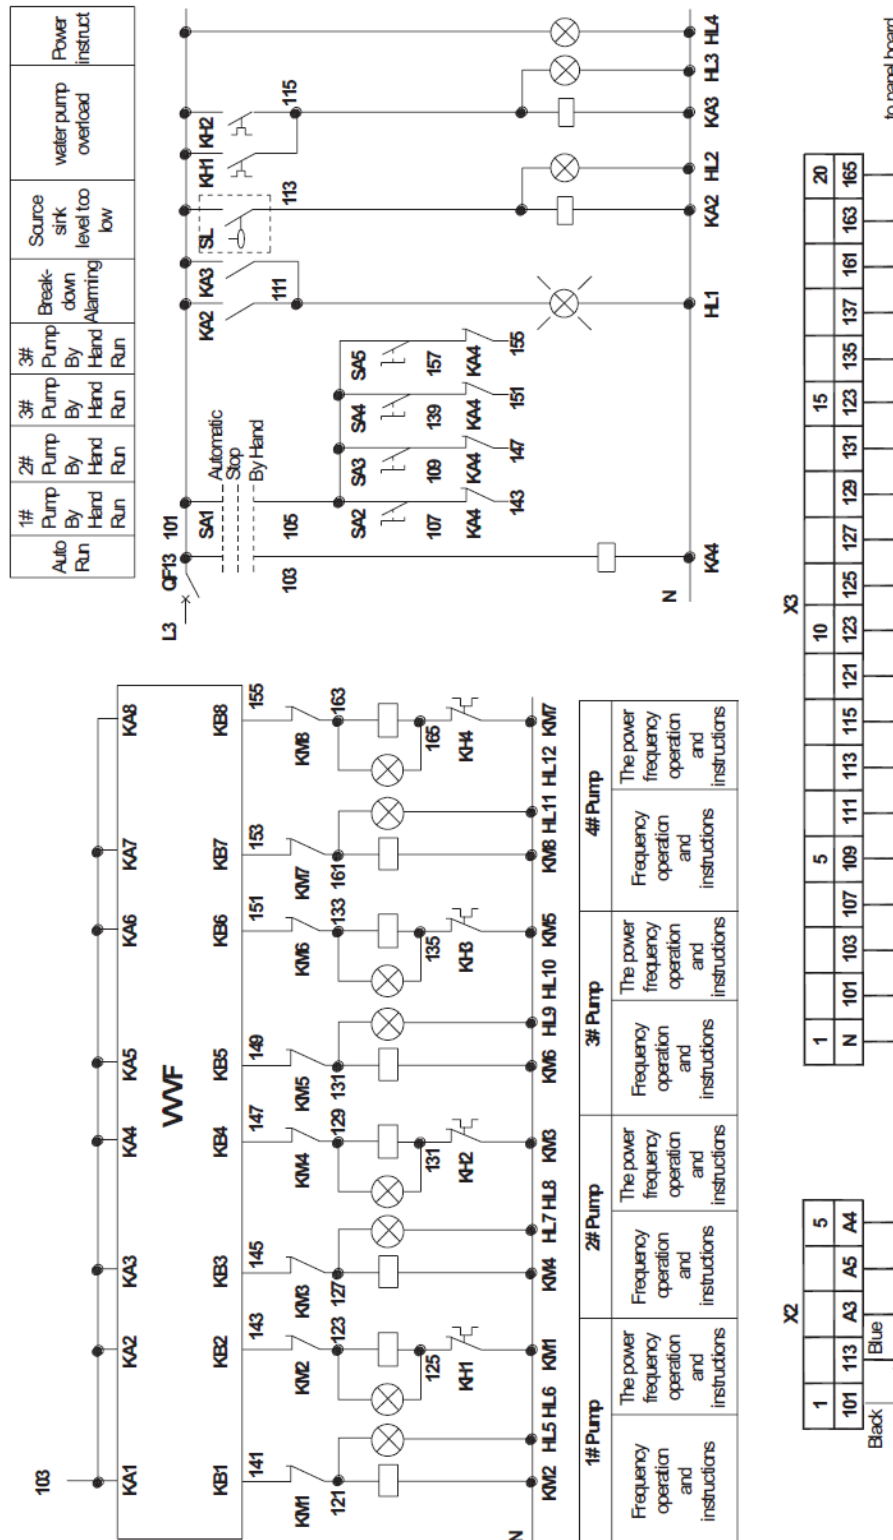 103
KA1 KA2 KA3 KA4 KA5 KA6 KA7 KA8
VVVF
KB1 KB2 KB3 KB4 KB5 KB6 KB7 KB8
141 143 145 147 149 151 153 155
KM1 KM2 KM3 KM4 KM5 KM6 KM7 KM8
121 123 127 129 131 133 161 163
125 131 135 165
KH1 KH2 KH3 KH4
N
KM2 HL5 HL6 KM1 KM4 HL7 HL8 KM3 KM6 HL9 HL10 KM5 KM8 HL11 HL12 KM7
1# Pump
2# Pump
3# Pump
4# Pump
Frequency
operation
and
instructions
The power
frequency
operation
and
instructions
Frequency
operation
and
instructions
The power
frequency
operation
and
instructions
Frequency
operation
and
instructions
The power
frequency
operation
and
instructions
Frequency
operation
and
instructions
The power
frequency
operation
and
instructions
Auto
Run
1#
Pump
By
Hand
Run
2#
Pump
By
Hand
Run
3#
Pump
By
Hand
Run
3#
Pump
By
Hand
Run
Break-
down
Alarming
Source
sink
level too
low
water pump
overload
Power
instruct
L3 QF13 101
SA1
Automatic
Stop
By Hand
KA2 KA3 SL KH1 KH2
103 105 111 113 115
SA2 SA3 SA4 SA5
107 109 139 157
KA4 KA4 KA4 KA4
143 147 151 155
N
KA4 HL1 KA2 HL2 KA3 HL3 HL4
X2
1 5
101 113 A3 A5 A4
Black Blue
X3
1 5 10 15 20
N 101 103 107 109 111 113 115 121 123 125 127 129 131 123 135 137 161 163 165
to panel board